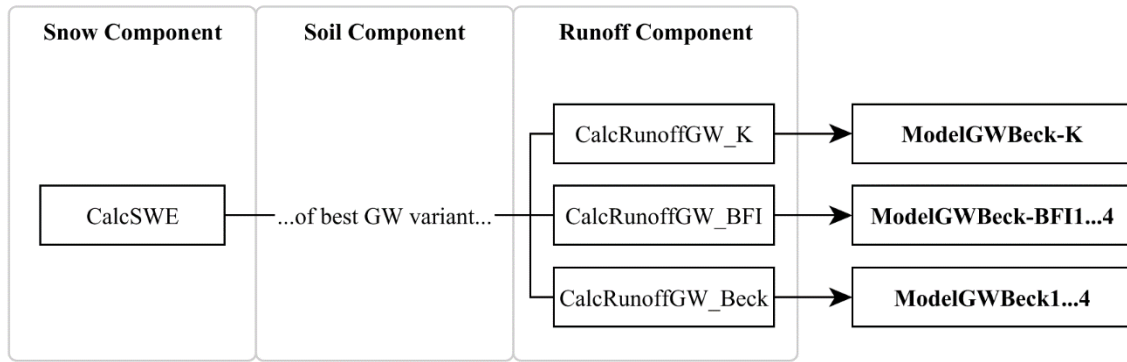 Snow Component
Soil Component
Runoff Component
CalcRunoffGW_K
ModelGWBeck-K
CalcSWE
...of best GW variant...
CalcRunoffGW_BFI
ModelGWBeck-BFI1...4
CalcRunoffGW_Beck
ModelGWBeck1...4